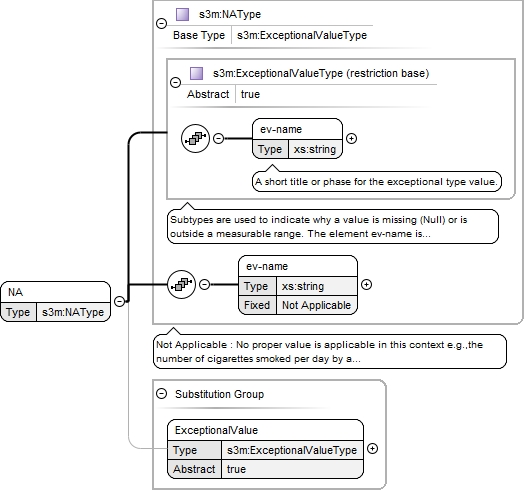 s3m:NAType
Base Type s3m:ExceptionalValueType
s3m:ExceptionalValueType (restriction base)
Abstract true
ev-name
Type xs:string
A short title or phase for the exceptional type value.
Subtypes are used to indicate why a value is missing (Null) or is
outside a measurable range. The element ev-name is...
NA
Type s3m:NAType
ev-name
Type xs:string
Fixed Not Applicable
Not Applicable : No proper value is applicable in this context e.g.,the
number of cigarettes smoked per day by a...
Substitution Group
ExceptionalValue
Type s3m:ExceptionalValueType
Abstract true